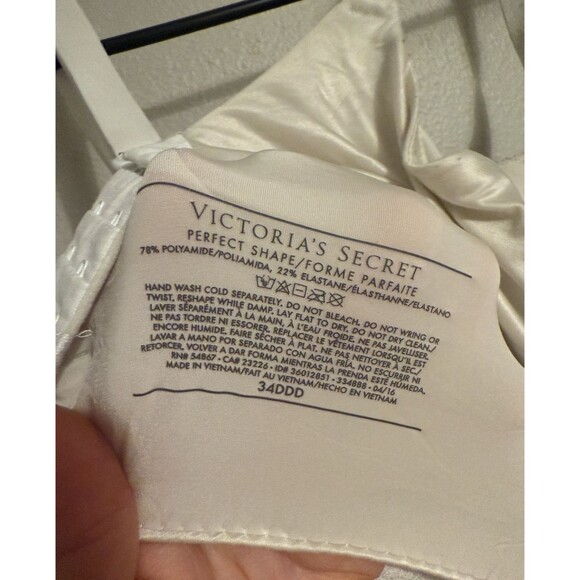 VICTORIA'S SECRET
PERFECT SHAPE/FORME PARFAITE
78% POLYAMIDE/POLIAMIDA, 22% ELASTANE/ÉLASTHANNE/ELASTANO
HAND WASH COLD SEPARATELY. DO NOT BLEACH. DO NOT WRING OR
TWIST, RESHAPE WHILE DAMP. LAY FLAT TO DRY. DO NOT DRY CLEAN/
LAVER SÉPARÉMENT À LA MAIN, À L'EAU FROIDE. NE PAS JAVELLISER.
NE PAS TORDRE NI ESSORER. REPLACER LE VÊTEMENT LORSQU'IL EST
ENCORE HUMIDE. FAIRE SÉCHER À PLAT. NE PAS NETTOYER À SEC/
LAVAR A MANO POR SEPARADO CON AGUA FRÍA. NO ESCURRIR NI
RETORCER. VOLVER A DAR FORMA MIENTRAS LA PRENDA ESTÉ HÚMEDA.
RN# 54867 - CA# 23226 - ID# 36012851 - 334888 - 04/16
MADE IN VIETNAM/FAIT AU VIETNAM/HECHO EN VIETNAM
34DDD